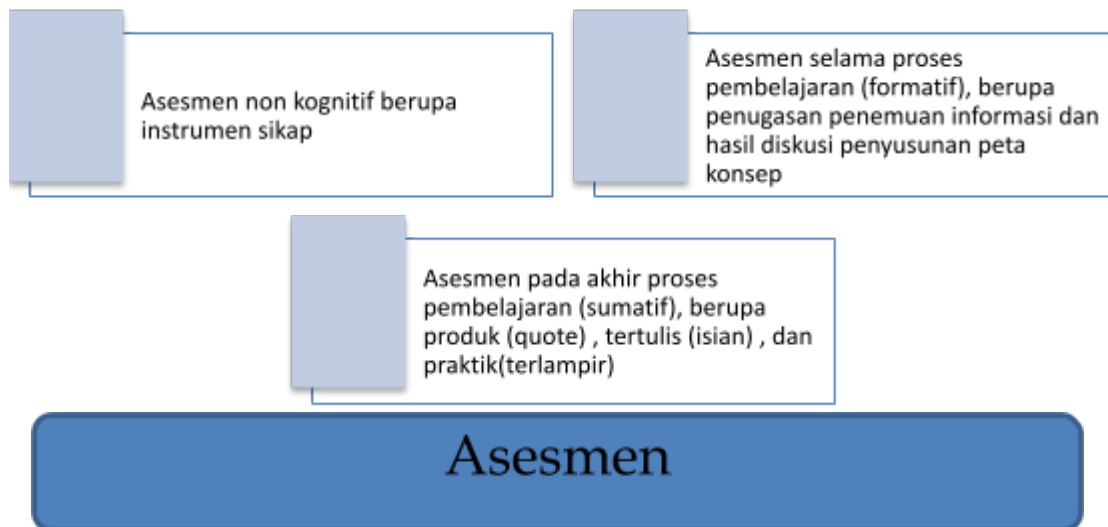 Asesmen non kognitif berupa
instrumen sikap
Asesmen selama proses
pembelajaran (formatif), berupa
penugasan penemuan informasi dan
hasil diskusi penyusunan peta
konsep
Asesmen pada akhir proses
pembelajaran (sumatif), berupa
produk (quote) , tertulis (isian) , dan
praktik(terlampir)
Asesmen